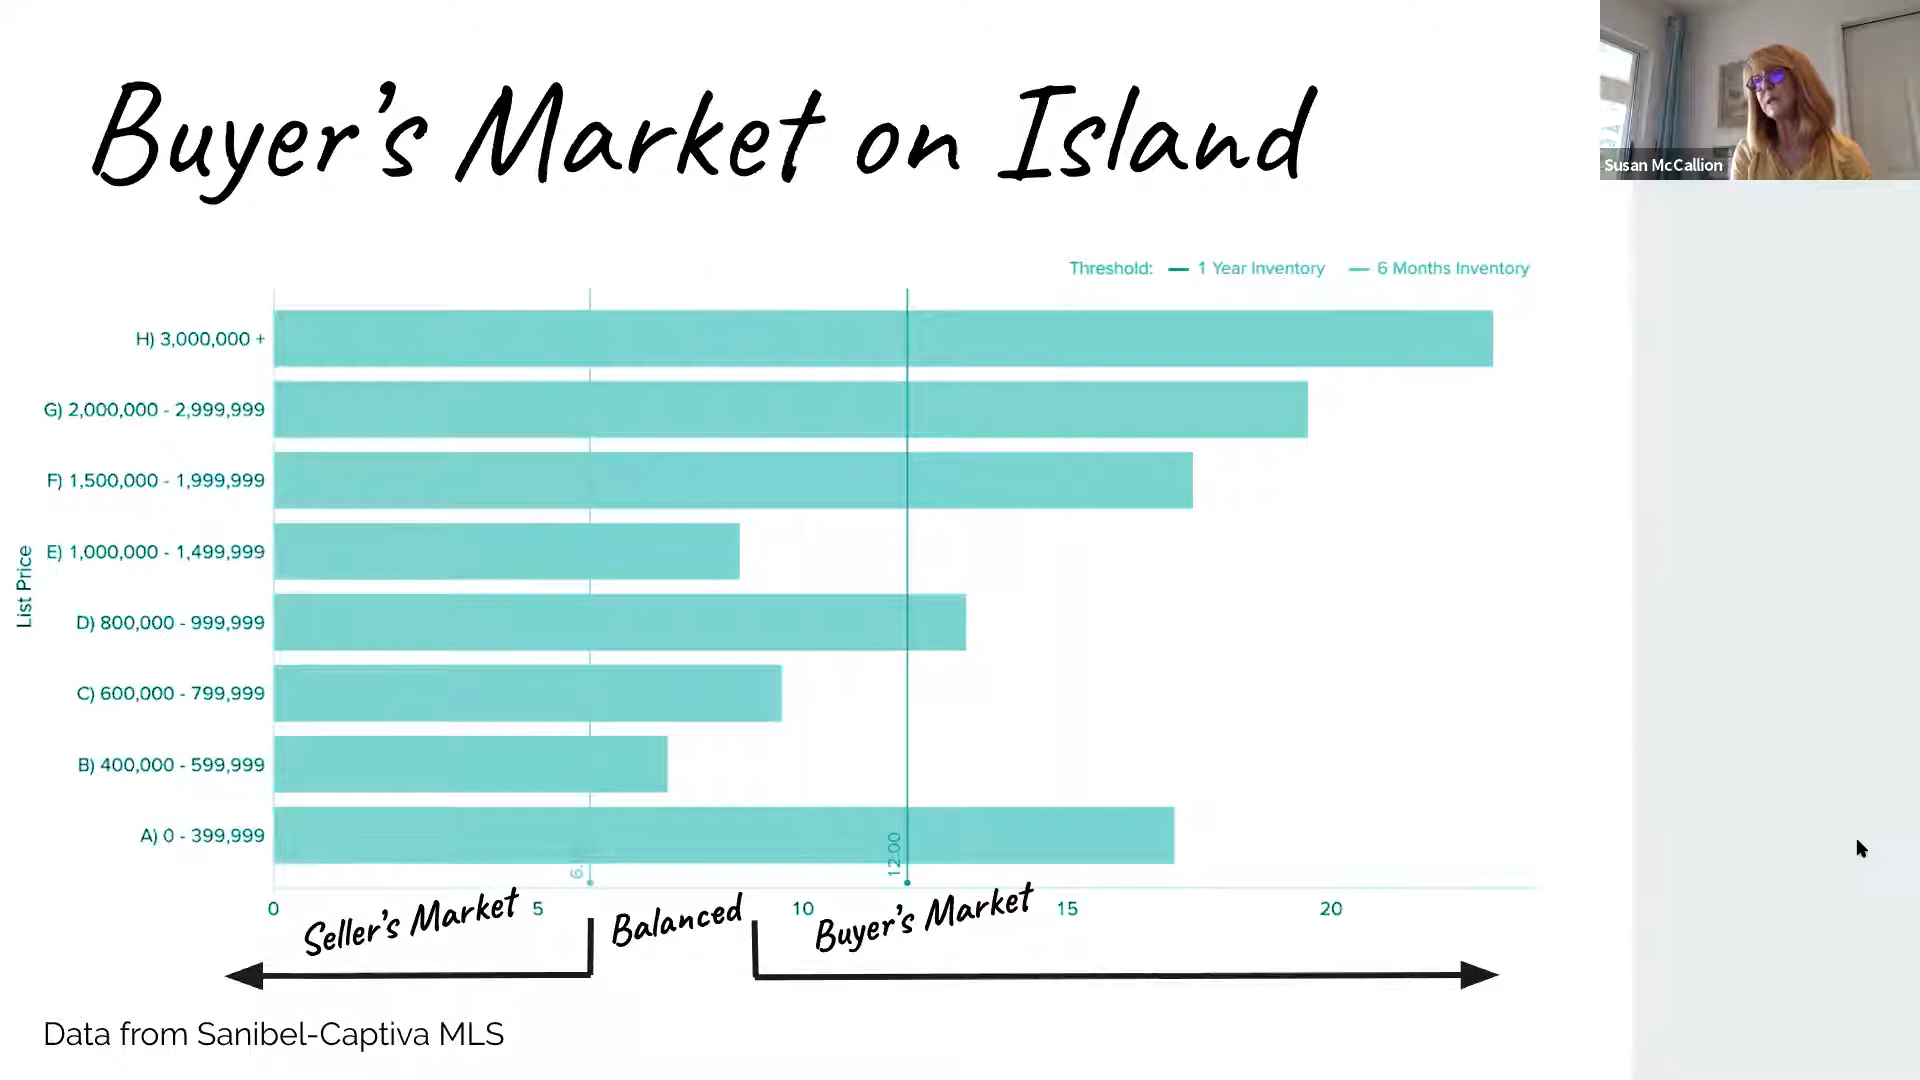 Buyer's Market on Island
Susan McCallion
Threshold: 1 Year Inventory 6 Months Inventory
List Price
H) 3,000,000 +
G) 2,000,000 - 2,999,999
F) 1,500,000 - 1,999,999
E) 1,000,000 - 1,499,999
D) 800,000 - 999,999
C) 600,000 - 799,999
B) 400,000 - 599,999
A) 0 - 399,999
6. 12.00
0 5 10 15 20
Seller's Market Balanced Buyer's Market
Data from Sanibel-Captiva MLS